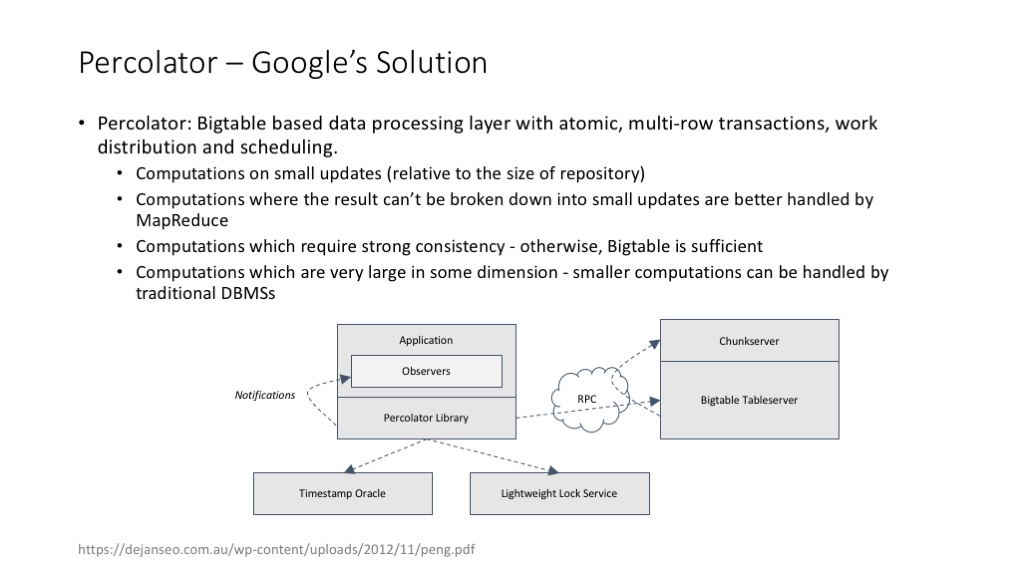 Percolator – Google’s Solution
• Percolator: Bigtable based data processing layer with atomic, multi-row transactions, work
distribution and scheduling.
• Computations on small updates (relative to the size of repository)
• Computations where the result can’t be broken down into small updates are better handled by
MapReduce
• Computations which require strong consistency - otherwise, Bigtable is sufficient
• Computations which are very large in some dimension - smaller computations can be handled by
traditional DBMSs
Application
Observers
Notifications
Percolator Library
RPC
Chunkserver
Bigtable Tableserver
Timestamp Oracle
Lightweight Lock Service
https://dejanseo.com.au/wp-content/uploads/2012/11/peng.pdf